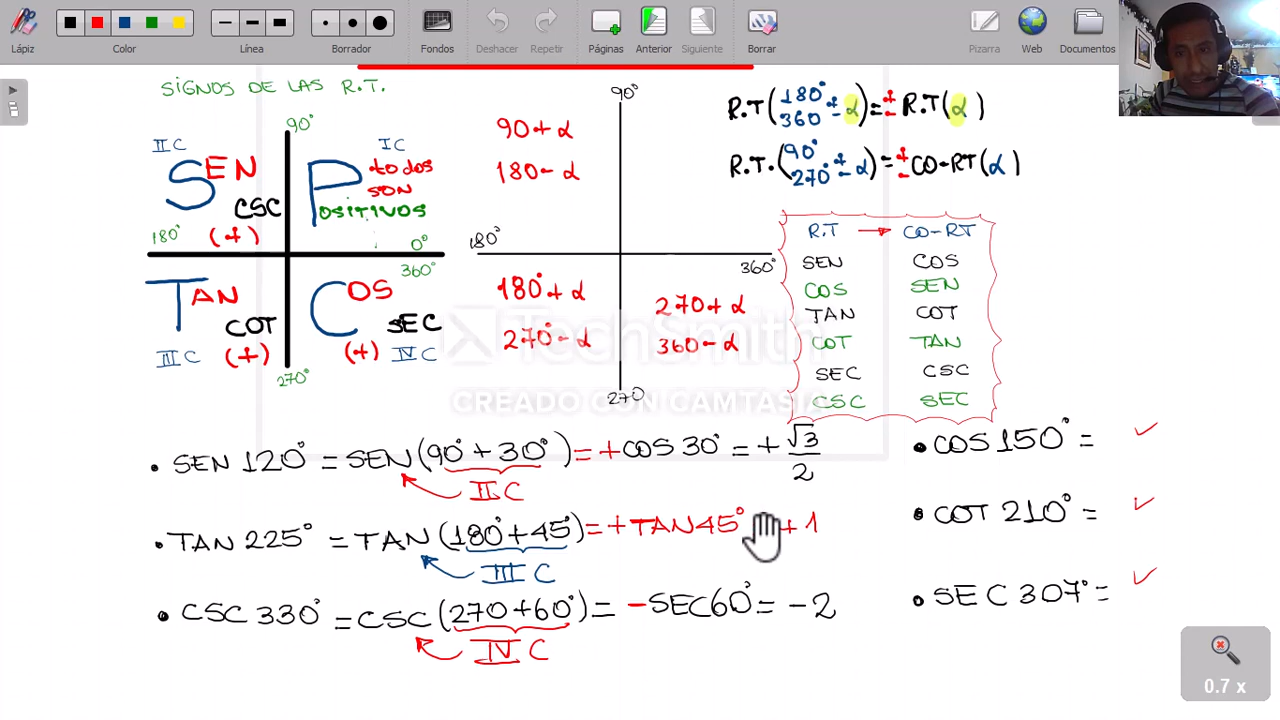 Lápiz
Color
Línea
Borrador
Fondos
Deshacer
Repetir
Páginas
Anterior
Siguiente
Borrar
Pizarra
Web
Documentos
SIGNOS DE LAS R.T.
90°
IIC
IC
SEN
CSC
(+)
Todos
SON
POSITIVOS
180°
0°
360°
TAN
COT
IIIC
(+)
COS
SEC
(+)
IVC
270°
90°
90+α
180-α
180°
360°
180°+α
270°-α
270+α
360-α
270
R.T(180° 360 ± α)=± R.T(α)
R.T.(90° 270° ± α)=± CO-RT(α)
R.T → CO-RT
SEN COS
COS SEN
TAN COT
COT TAN
SEC CSC
CSC SEC
TechSmith
CREADO CON CAMTASIA
• SEN 120° = SEN(90°+30°)=+COS 30°=+√3/2
IIC
• TAN 225° = TAN(180°+45°)=+TAN45° +1
III C
• CSC 330° = CSC(270+60°)= -SEC60°= -2
IV C
• COS 150° = ✓
• COT 210° = ✓
• SEC 307° = ✓
0.7 x